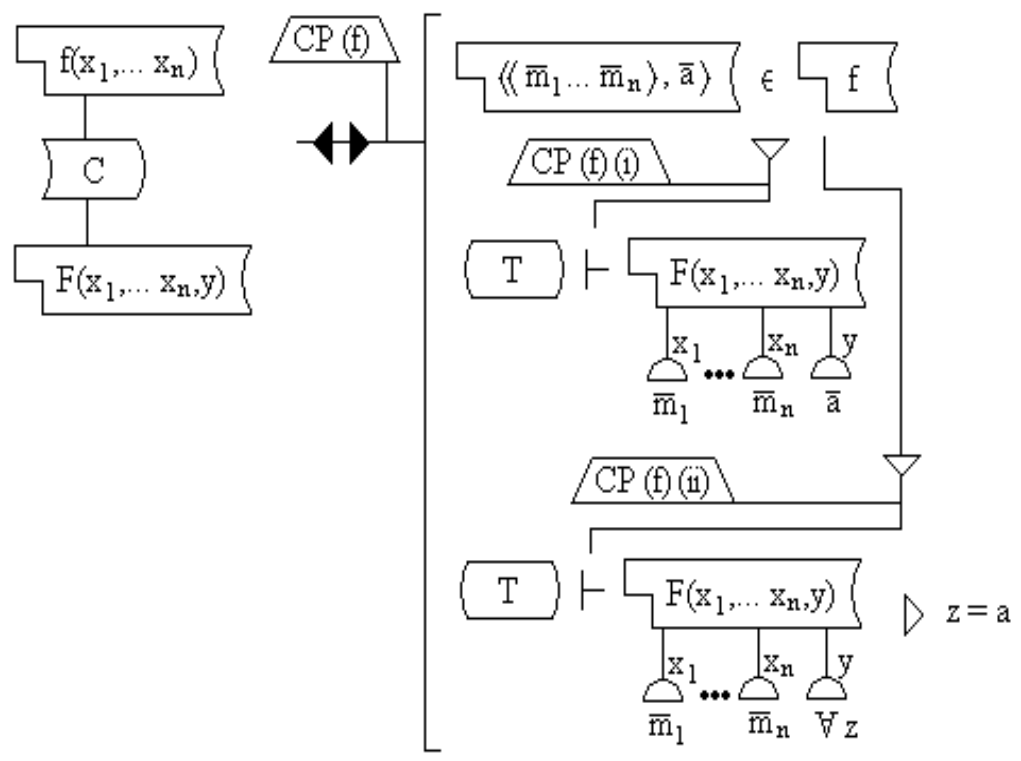 f(x₁,... xₙ)
C
F(x₁,... xₙ,y)
CP (f)
⟨⟨ m̅₁... m̅ₙ⟩, a̅ ⟩ ∈ f
CP (f) (i)
T ⊢ F(x₁,... xₙ,y)
x₁ xₙ y
•••
m̅₁ m̅ₙ a̅
CP (f) (ii)
T ⊢ F(x₁,... xₙ,y) ▷ z = a
x₁ xₙ y
•••
m̅₁ m̅ₙ ∀ z